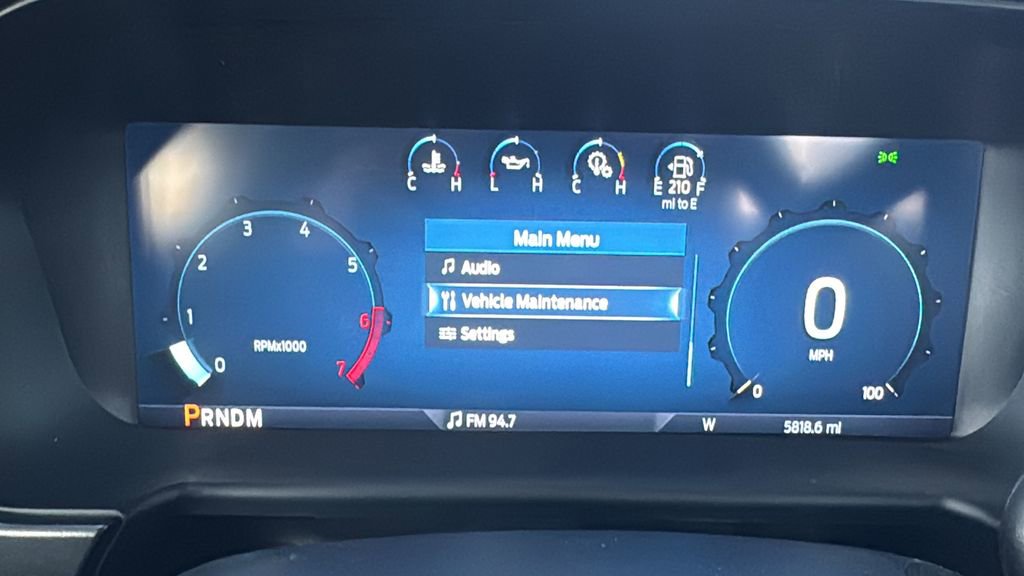 C H
L H
C H
E 210 F
mi to E
Main Menu
Audio
Vehicle Maintenance
Settings
0
1
2
3
4
5
6
7
RPMx1000
0
MPH
0
100
PRNDM
FM 94.7
W
5818.6 mi